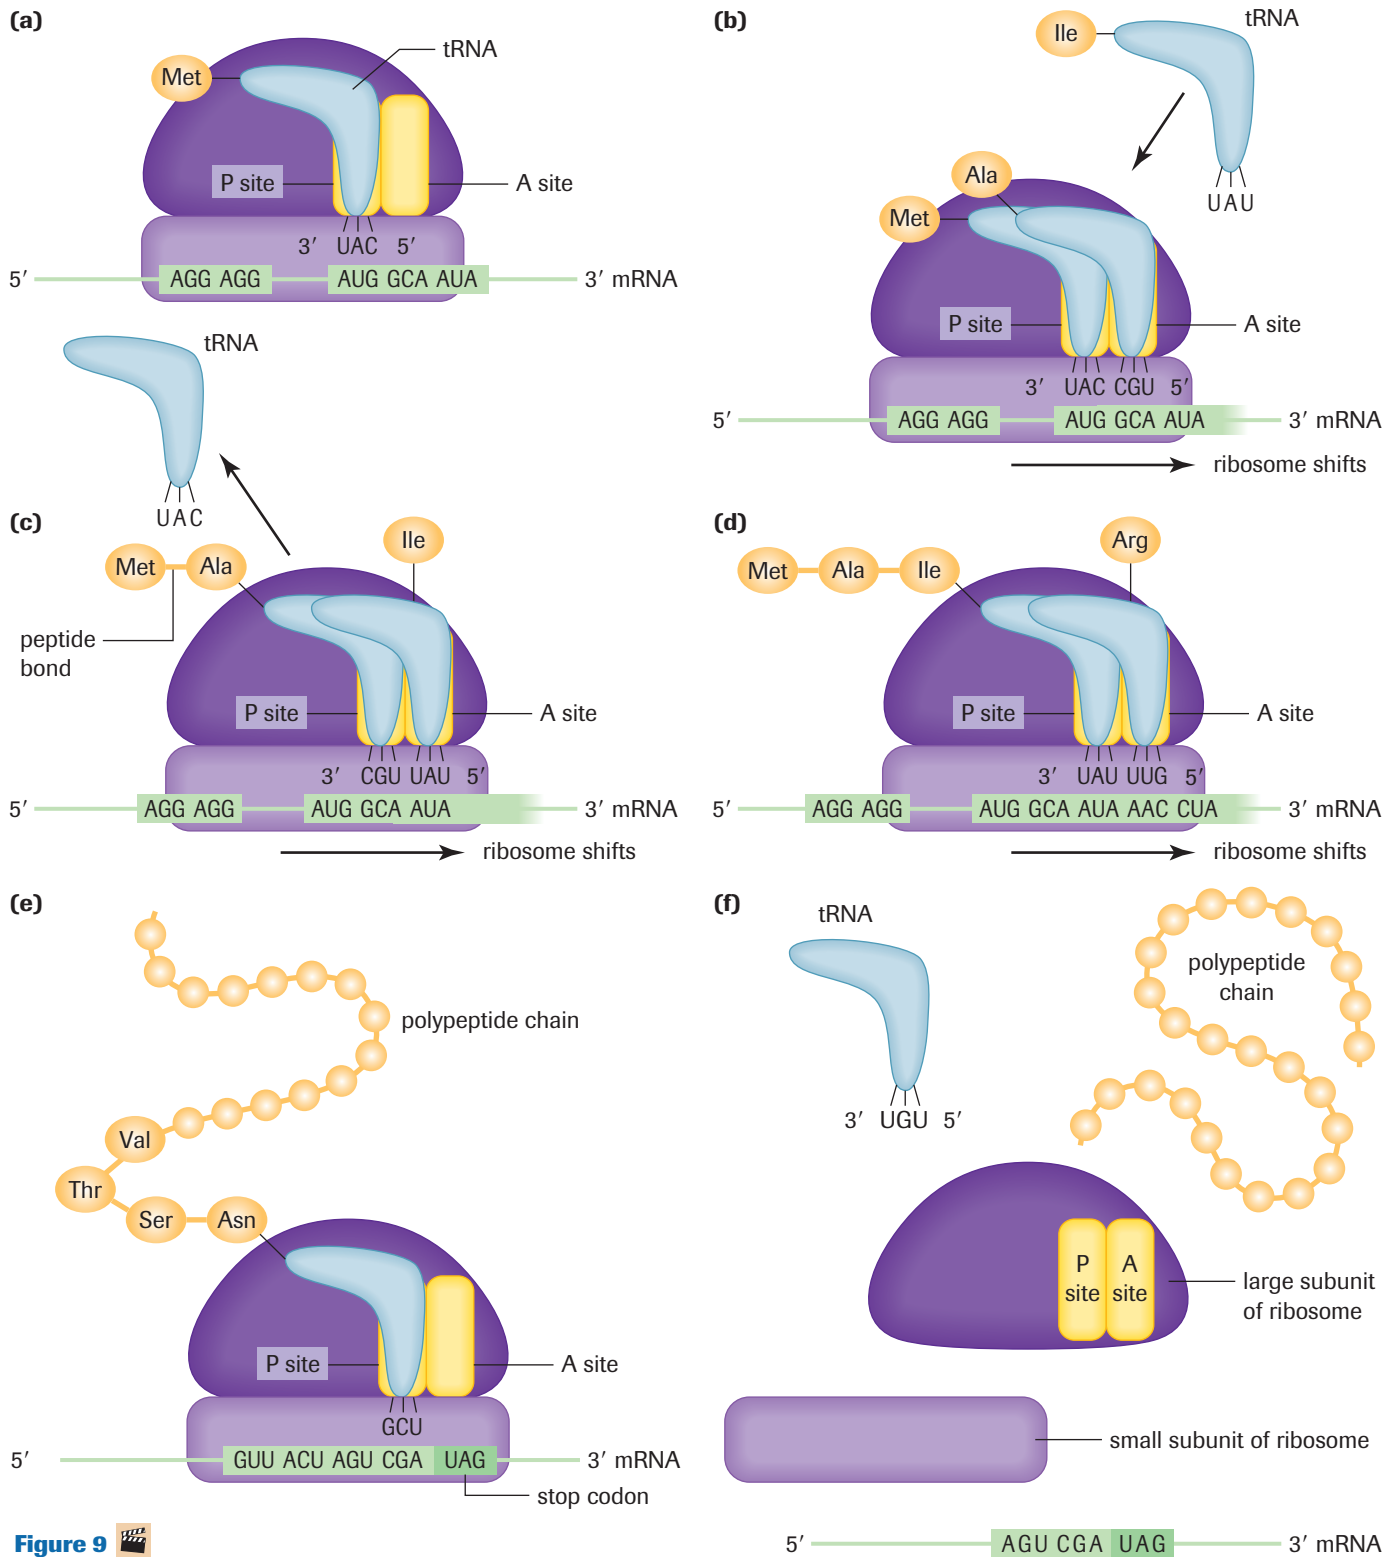 (a)
tRNA
Met
P site
A site
3′ UAC 5′
5′ AGG AGG AUG GCA AUA 3′ mRNA
(b)
tRNA
Ile
UAU
Ala
Met
P site
A site
3′ UAC CGU 5′
5′ AGG AGG AUG GCA AUA 3′ mRNA
ribosome shifts
(c)
tRNA
UAC
Ile
Met Ala
peptide
bond
P site
A site
3′ CGU UAU 5′
5′ AGG AGG AUG GCA AUA 3′ mRNA
ribosome shifts
(d)
Arg
Met Ala Ile
P site
A site
3′ UAU UUG 5′
5′ AGG AGG AUG GCA AUA AAC CUA 3′ mRNA
ribosome shifts
(e)
polypeptide chain
Val
Thr
Ser Asn
P site
A site
GCU
5′ GUU ACU AGU CGA UAG 3′ mRNA
stop codon
(f)
tRNA
3′ UGU 5′
polypeptide
chain
P
site
A
site
large subunit
of ribosome
small subunit of ribosome
5′ AGU CGA UAG 3′ mRNA
Figure 9